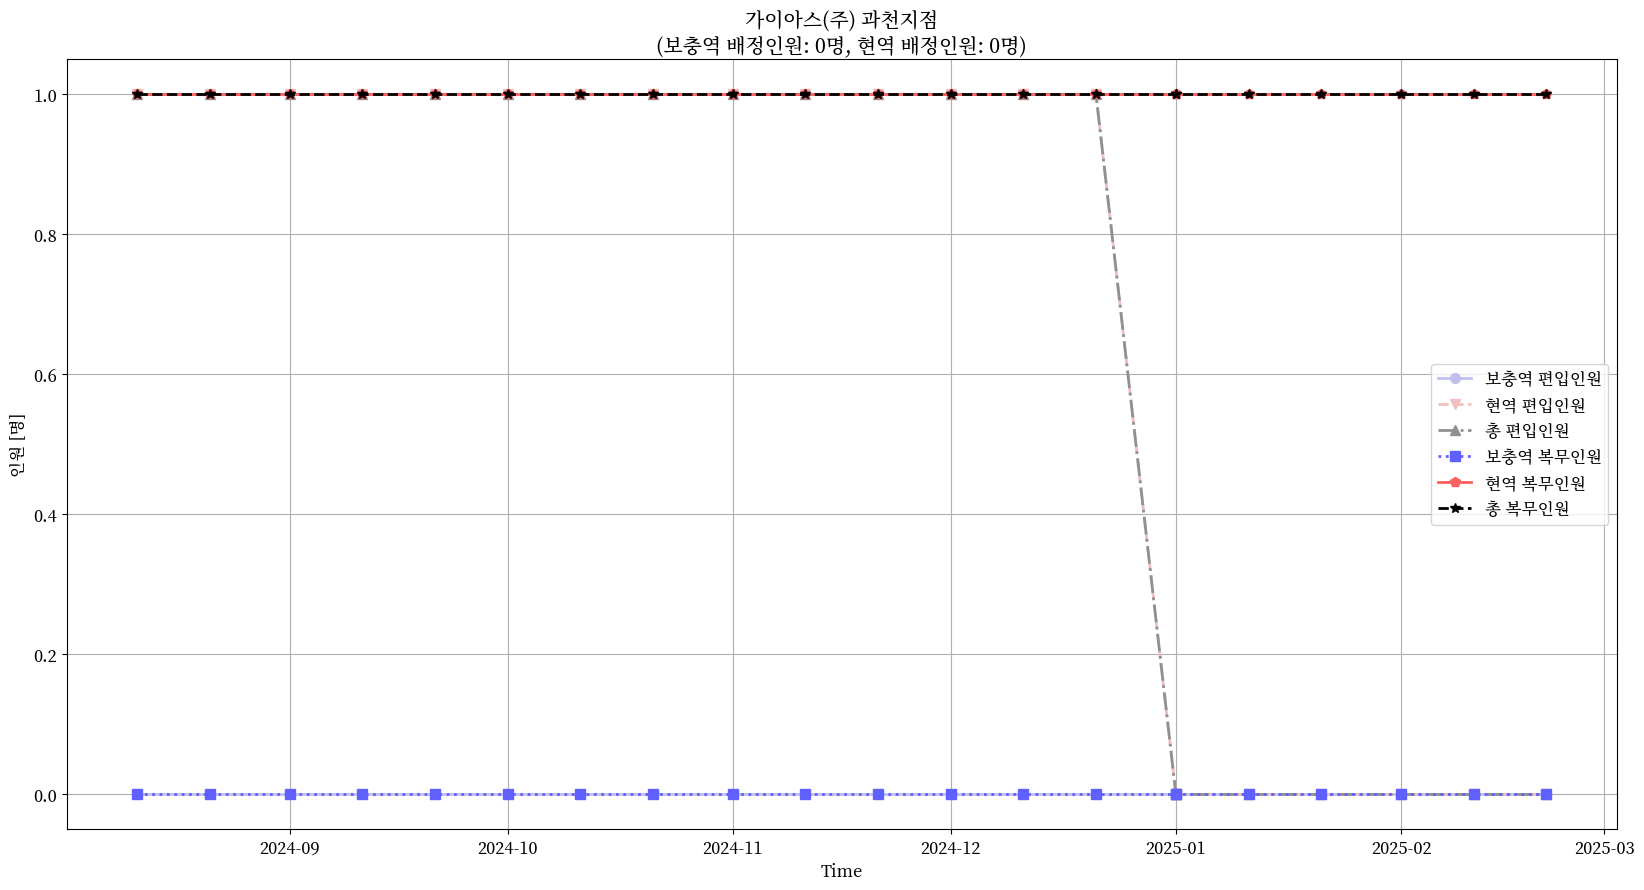 가이아스(주) 과천지점
(보충역 배정인원: 0명, 현역 배정인원: 0명)
1.0
0.8
0.6
0.4
0.2
0.0
인원 [명]
보충역 편입인원
현역 편입인원
총 편입인원
보충역 복무인원
현역 복무인원
총 복무인원
2024-09
2024-10
2024-11
2024-12
2025-01
2025-02
2025-03
Time